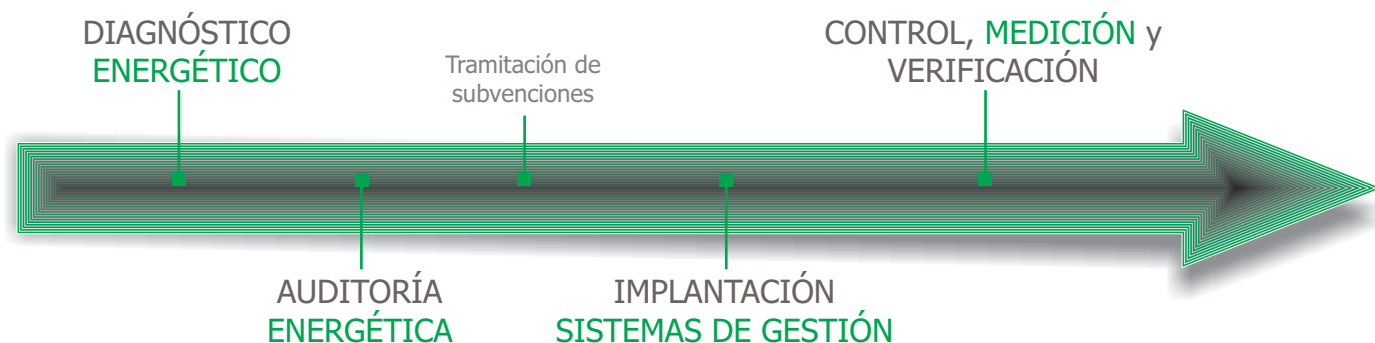 DIAGNÓSTICO
ENERGÉTICO
AUDITORÍA
ENERGÉTICA
Tramitación de
subvenciones
IMPLANTACIÓN
SISTEMAS DE GESTIÓN
CONTROL, MEDICIÓN y
VERIFICACIÓN